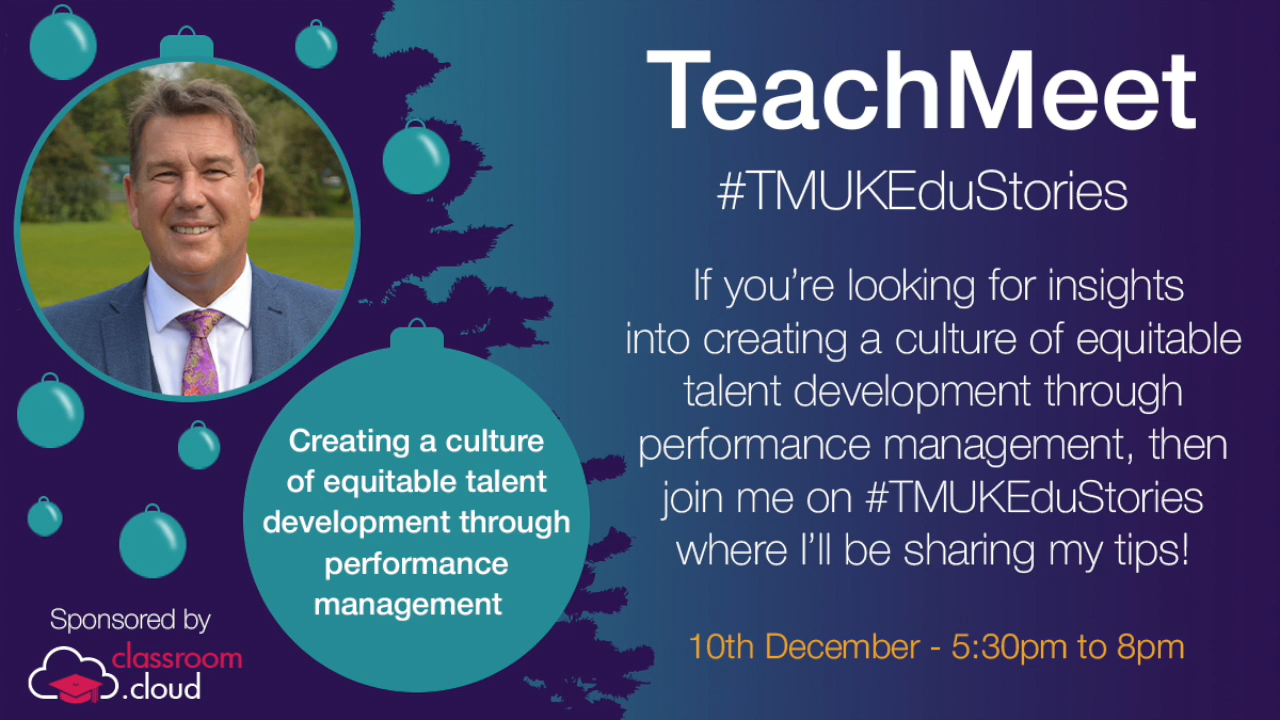 TeachMeet
#TMUKEduStories
If you're looking for insights
into creating a culture of equitable
talent development through
performance management, then
join me on #TMUKEduStories
where I'll be sharing my tips!
10th December - 5:30pm to 8pm
Creating a culture
of equitable talent
development through
performance
management
Sponsored by
classroom
.cloud